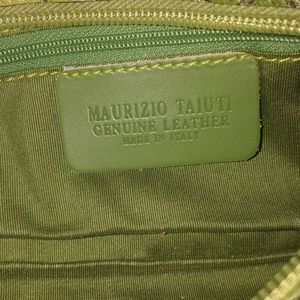 MAURIZIO TAIUTI
GENUINE LEATHER
MADE IN ITALY